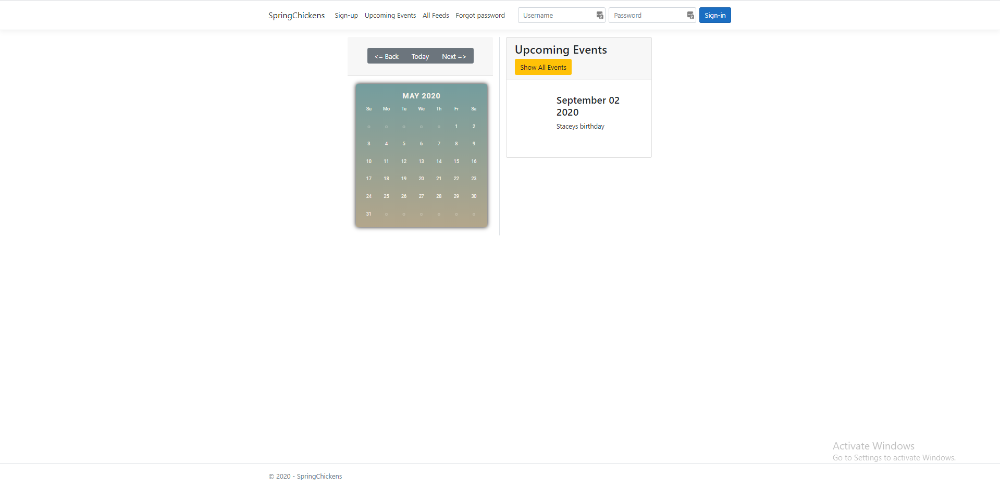 SpringChickens Sign-up Upcoming Events All Feeds Forgot password Username Password Sign-in
<= Back Today Next =>
MAY 2020
Su Mo Tu We Th Fr Sa
○ ○ ○ ○ ○ 1 2
3 4 5 6 7 8 9
10 11 12 13 14 15 16
17 18 19 20 21 22 23
24 25 26 27 28 29 30
31 ○ ○ ○ ○ ○ ○
Upcoming Events
Show All Events
September 02
2020
Staceys birthday
Activate Windows
Go to Settings to activate Windows.
© 2020 - SpringChickens